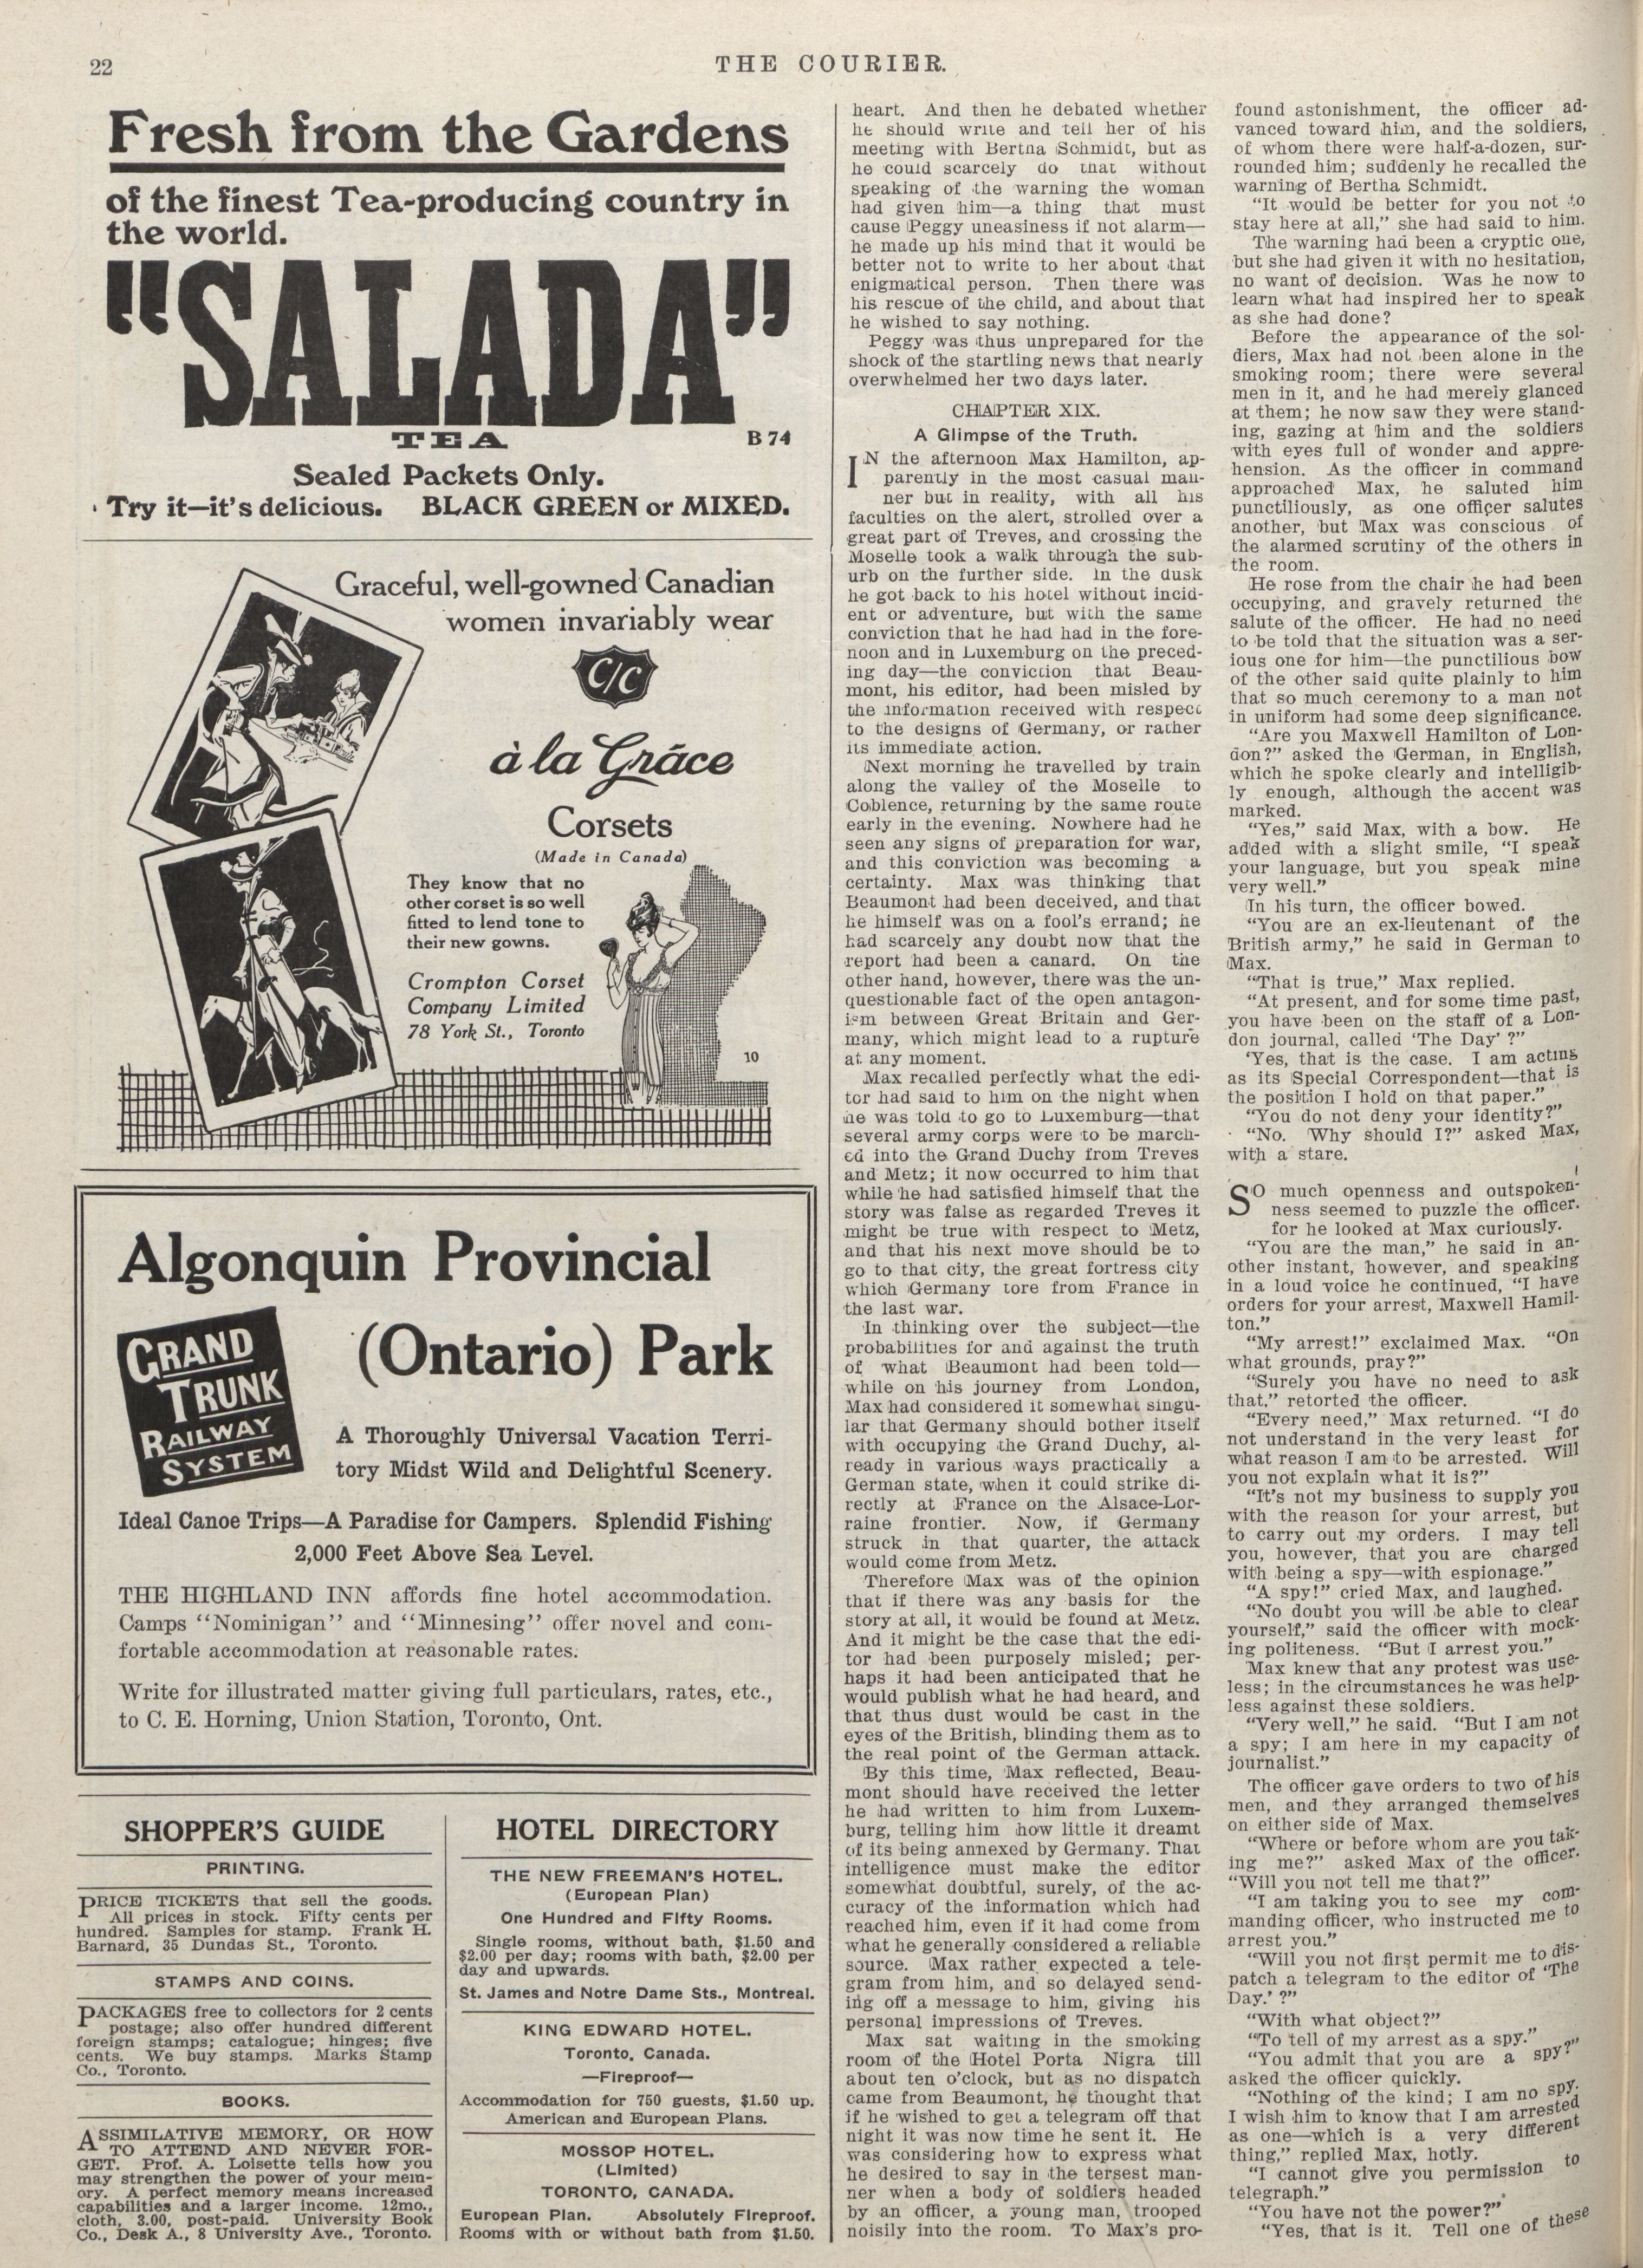 22
THE COURIER.
Fresh from the Gardens
of the finest Tea-producing country in
the world.
"SALADA"
TEA
B 74
Sealed Packets Only.
Try it—it's delicious. BLACK GREEN or MIXED.
Graceful, well-gowned Canadian
women invariably wear
C/C
à la Grâce
Corsets
(Made in Canada)
They know that no
other corset is so well
fitted to lend tone to
their new gowns.
Crompton Corset
Company Limited
78 York St., Toronto
10
Algonquin Provincial
(Ontario) Park
GRAND
TRUNK
RAILWAY
SYSTEM
A Thoroughly Universal Vacation Terri-
tory Midst Wild and Delightful Scenery.
Ideal Canoe Trips—A Paradise for Campers. Splendid Fishing
2,000 Feet Above Sea Level.
THE HIGHLAND INN affords fine hotel accommodation.
Camps "Nominigan" and "Minnesing" offer novel and com-
fortable accommodation at reasonable rates.
Write for illustrated matter giving full particulars, rates, etc.,
to C. E. Horning, Union Station, Toronto, Ont.
SHOPPER'S GUIDE
PRINTING.
PRICE TICKETS that sell the goods.
All prices in stock. Fifty cents per
hundred. Samples for stamp. Frank H.
Barnard, 35 Dundas St., Toronto.
STAMPS AND COINS.
PACKAGES free to collectors for 2 cents
postage; also offer hundred different
foreign stamps; catalogue; hinges; five
cents. We buy stamps. Marks Stamp
Co., Toronto.
BOOKS.
ASSIMILATIVE MEMORY, OR HOW
TO ATTEND AND NEVER FOR-
GET. Prof. A. Loisette tells how you
may strengthen the power of your mem-
ory. A perfect memory means increased
capabilities and a larger income. 12mo.,
cloth, 3.00, post-paid. University Book
Co., Desk A., 8 University Ave., Toronto.
HOTEL DIRECTORY
THE NEW FREEMAN'S HOTEL.
(European Plan)
One Hundred and Fifty Rooms.
Single rooms, without bath, $1.50 and
$2.00 per day; rooms with bath, $2.00 per
day and upwards.
St. James and Notre Dame Sts., Montreal.
KING EDWARD HOTEL.
Toronto, Canada.
—Fireproof—
Accommodation for 750 guests, $1.50 up.
American and European Plans.
MOSSOP HOTEL.
(Limited)
TORONTO, CANADA.
European Plan. Absolutely Fireproof.
Rooms with or without bath from $1.50.
heart. And then he debated whether
he should write and tell her of his
meeting with Bertha Schmidt, but as
he could scarcely do that without
speaking of the warning the woman
had given him—a thing that must
cause Peggy uneasiness if not alarm—
he made up his mind that it would be
better not to write to her about that
enigmatical person. Then there was
his rescue of the child, and about that
he wished to say nothing.
Peggy was thus unprepared for the
shock of the startling news that nearly
overwhelmed her two days later.
CHAPTER XIX.
A Glimpse of the Truth.
IN the afternoon Max Hamilton, ap-
parently in the most casual man-
ner but in reality, with all his
faculties on the alert, strolled over a
great part of Treves, and crossing the
Moselle took a walk through the sub-
urb on the further side. In the dusk
he got back to his hotel without incid-
ent or adventure, but with the same
conviction that he had had in the fore-
noon and in Luxemburg on the preced-
ing day—the conviction that Beau-
mont, his editor, had been misled by
the information received with respect
to the designs of Germany, or rather
its immediate action.
Next morning he travelled by train
along the valley of the Moselle to
Coblence, returning by the same route
early in the evening. Nowhere had he
seen any signs of preparation for war,
and this conviction was becoming a
certainty. Max was thinking that
Beaumont had been deceived, and that
he himself was on a fool's errand; he
had scarcely any doubt now that the
report had been a canard. On the
other hand, however, there was the un-
questionable fact of the open antagon-
ism between Great Britain and Ger-
many, which might lead to a rupture
at any moment.
Max recalled perfectly what the edi-
tor had said to him on the night when
he was told to go to Luxemburg—that
several army corps were to be march-
ed into the Grand Duchy from Treves
and Metz; it now occurred to him that
while he had satisfied himself that the
story was false as regarded Treves it
might be true with respect to Metz,
and that his next move should be to
go to that city, the great fortress city
which Germany tore from France in
the last war.
In thinking over the subject—the
probabilities for and against the truth
of what Beaumont had been told—
while on his journey from London,
Max had considered it somewhat singu-
lar that Germany should bother itself
with occupying the Grand Duchy, al-
ready in various ways practically a
German state, when it could strike di-
rectly at France on the Alsace-Lor-
raine frontier. Now, if Germany
struck in that quarter, the attack
would come from Metz.
Therefore Max was of the opinion
that if there was any basis for the
story at all, it would be found at Metz.
And it might be the case that the edi-
tor had been purposely misled; per-
haps it had been anticipated that he
would publish what he had heard, and
that thus dust would be cast in the
eyes of the British, blinding them as to
the real point of the German attack.
By this time, Max reflected, Beau-
mont should have received the letter
he had written to him from Luxem-
burg, telling him how little it dreamt
of its being annexed by Germany. That
intelligence must make the editor
somewhat doubtful, surely, of the ac-
curacy of the information which had
reached him, even if it had come from
what he generally considered a reliable
source. Max rather expected a tele-
gram from him, and so delayed send-
ing off a message to him, giving his
personal impressions of Treves.
Max sat waiting in the smoking
room of the Hotel Porta Nigra till
about ten o'clock, but as no dispatch
came from Beaumont, he thought that
if he wished to get a telegram off that
night it was now time he sent it. He
was considering how to express what
he desired to say in the tersest man-
ner when a body of soldiers headed
by an officer, a young man, trooped
noisily into the room. To Max's pro-
found astonishment, the officer ad-
vanced toward him, and the soldiers,
of whom there were half-a-dozen, sur-
rounded him; suddenly he recalled the
warning of Bertha Schmidt.
"It would be better for you not to
stay here at all," she had said to him.
The warning had been a cryptic one,
but she had given it with no hesitation,
no want of decision. Was he now to
learn what had inspired her to speak
as she had done?
Before the appearance of the sol-
diers, Max had not been alone in the
smoking room; there were several
men in it, and he had merely glanced
at them; he now saw they were stand-
ing, gazing at him and the soldiers
with eyes full of wonder and appre-
hension. As the officer in command
approached Max, he saluted him
punctiliously, as one officer salutes
another, but Max was conscious of
the alarmed scrutiny of the others in
the room.
He rose from the chair he had been
occupying, and gravely returned the
salute of the officer. He had no need
to be told that the situation was a ser-
ious one for him—the punctilious bow
of the other said quite plainly to him
that so much ceremony to a man not
in uniform had some deep significance.
"Are you Maxwell Hamilton of Lon-
don?" asked the German, in English,
which he spoke clearly and intelligib-
ly enough, although the accent was
marked.
"Yes," said Max, with a bow. He
added with a slight smile, "I speak
your language, but you speak mine
very well."
In his turn, the officer bowed.
"You are an ex-lieutenant of the
British army," he said in German to
Max.
"That is true," Max replied.
"At present, and for some time past,
you have been on the staff of a Lon-
don journal, called 'The Day' ?"
'Yes, that is the case. I am acting
as its Special Correspondent—that is
the position I hold on that paper."
"You do not deny your identity?"
"No. Why should I?" asked Max,
with a stare.
SO much openness and outspoken-
ness seemed to puzzle the officer.
for he looked at Max curiously.
"You are the man," he said in an-
other instant, however, and speaking
in a loud voice he continued, "I have
orders for your arrest, Maxwell Hamil-
ton."
"My arrest!" exclaimed Max. "On
what grounds, pray?"
"Surely you have no need to ask
that," retorted the officer.
"Every need," Max returned. "I do
not understand in the very least for
what reason I am to be arrested. Will
you not explain what it is?"
"It's not my business to supply you
with the reason for your arrest, but
to carry out my orders. I may tell
you, however, that you are charged
with being a spy—with espionage."
"A spy!" cried Max, and laughed.
"No doubt you will be able to clear
yourself," said the officer with mock-
ing politeness. "But I arrest you."
Max knew that any protest was use-
less; in the circumstances he was help-
less against these soldiers.
"Very well," he said. "But I am not
a spy; I am here in my capacity of
journalist."
The officer gave orders to two of his
men, and they arranged themselves
on either side of Max.
"Where or before whom are you tak-
ing me?" asked Max of the officer.
"Will you not tell me that?"
"I am taking you to see my com-
manding officer, who instructed me to
arrest you."
"Will you not first permit me to dis-
patch a telegram to the editor of 'The
Day.' ?"
"With what object?"
"To tell of my arrest as a spy."
"You admit that you are a spy?"
asked the officer quickly.
"Nothing of the kind; I am no spy.
I wish him to know that I am arrested
as one—which is a very different
thing," replied Max, hotly.
"I cannot give you permission to
telegraph."
"You have not the power?"
"Yes, that is it. Tell one of these